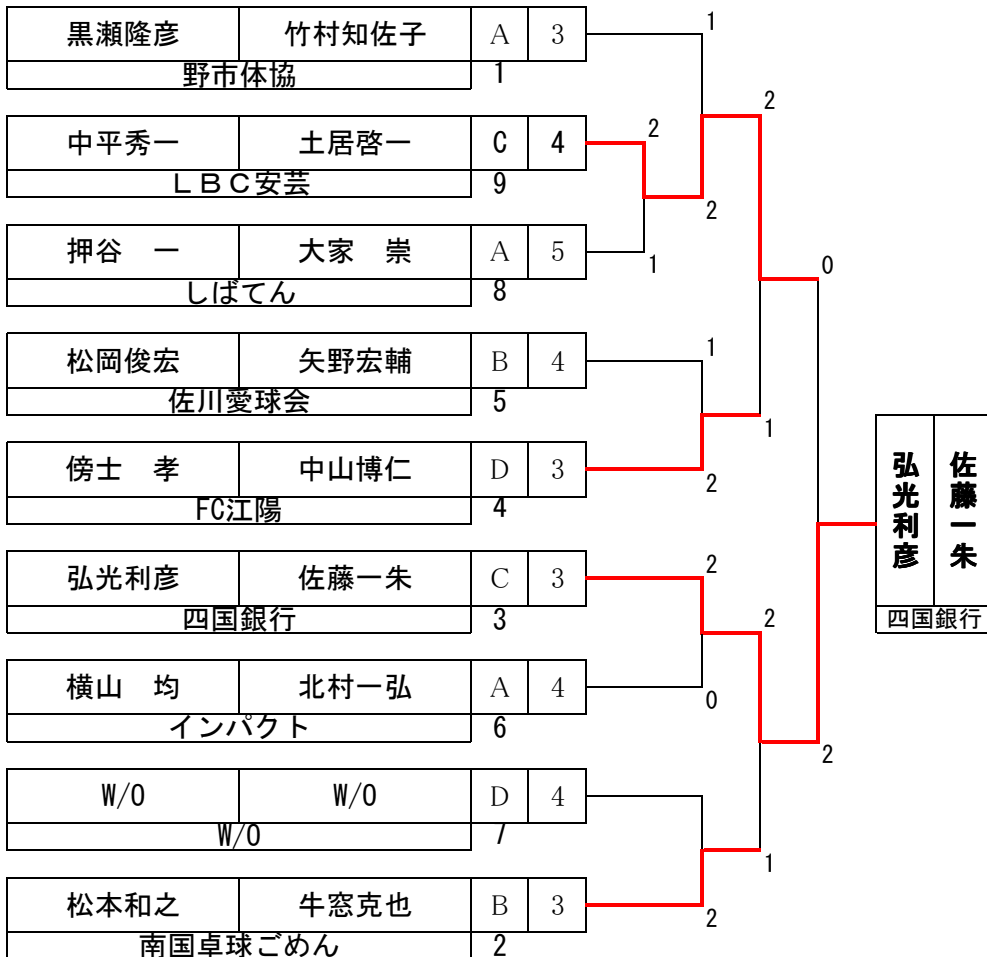 黒瀬隆彦 竹村知佐子 A 3
野市体協 1
中平秀一 土居啓一 C 4
ＬＢＣ安芸 9
押谷　一 大家　崇 A 5
しばてん 8
松岡俊宏 矢野宏輔 B 4
佐川愛球会 5
傍士　孝 中山博仁 D 3
FC江陽 4
弘光利彦 佐藤一朱 C 3
四国銀行 3
横山　均 北村一弘 A 4
インパクト 6
W/O W/O D 4
W/O 7
松本和之 牛窓克也 B 3
南国卓球ごめん 2
1
2
2
2
1
0
1
1
2
2
2
0
2
1
2
弘光利彦
佐藤一朱
四国銀行